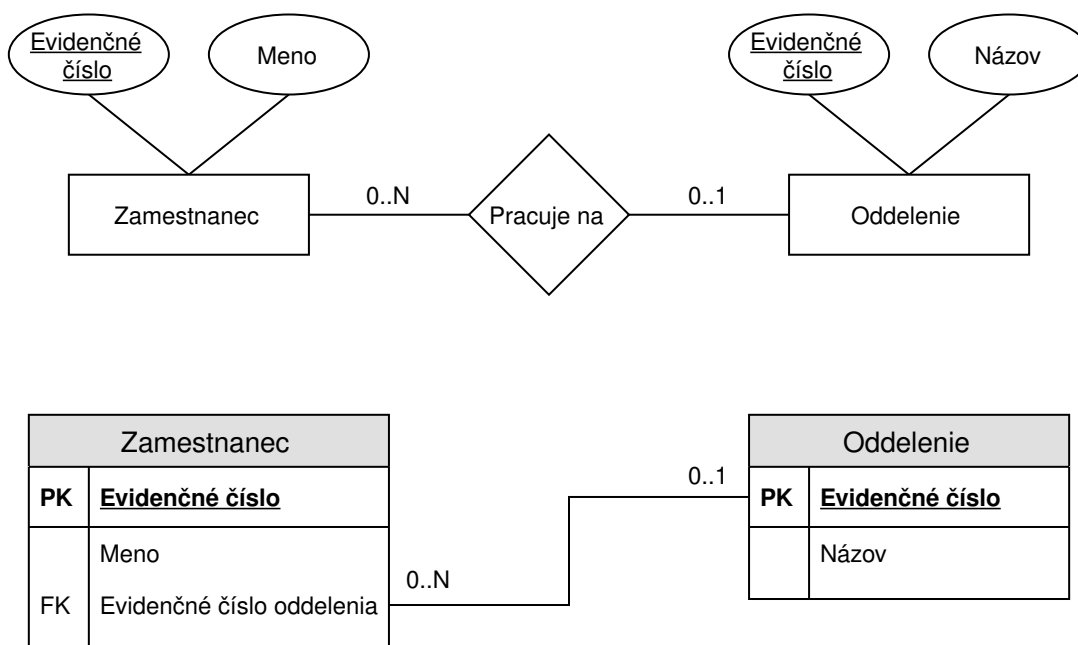 Evidenčné
číslo
Meno
Evidenčné
číslo
Názov
Zamestnanec
0..N
Pracuje na
0..1
Oddelenie
Zamestnanec
PK
Evidenčné číslo
Meno
FK
Evidenčné číslo oddelenia
0..N
0..1
Oddelenie
PK
Evidenčné číslo
Názov